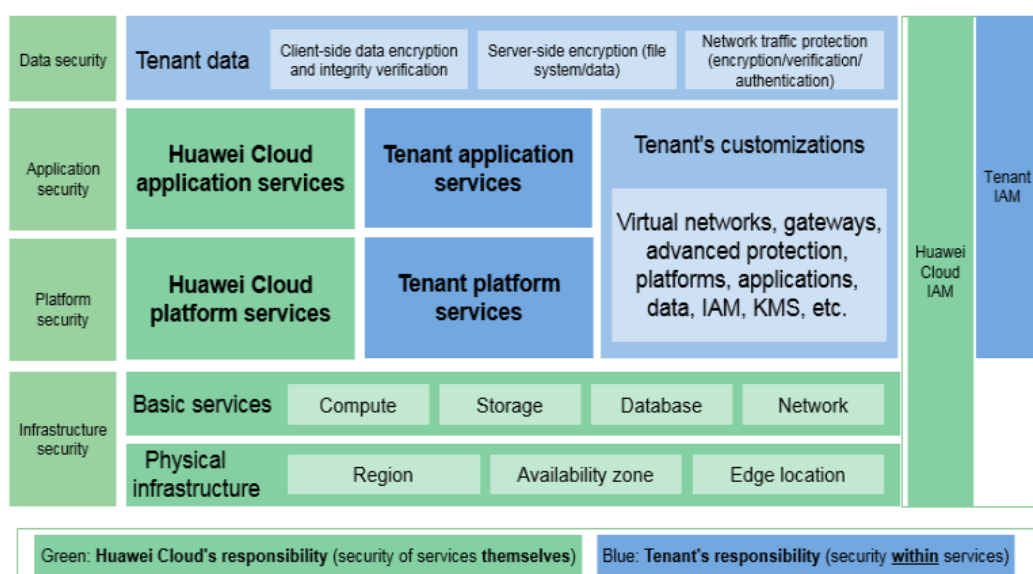 Data security
Tenant data
Client-side data encryption
and integrity verification
Server-side encryption (file
system/data)
Network traffic protection
(encryption/verification/
authentication)
Application
security
Huawei Cloud
application services
Tenant application
services
Tenant's customizations
Virtual networks, gateways,
advanced protection,
platforms, applications,
data, IAM, KMS, etc.
Platform
security
Huawei Cloud
platform services
Tenant platform
services
Huawei
Cloud
IAM
Tenant
IAM
Infrastructure
security
Basic services
Compute
Storage
Database
Network
Physical
infrastructure
Region
Availability zone
Edge location
Green: Huawei Cloud's responsibility (security of services themselves)
Blue: Tenant's responsibility (security within services)